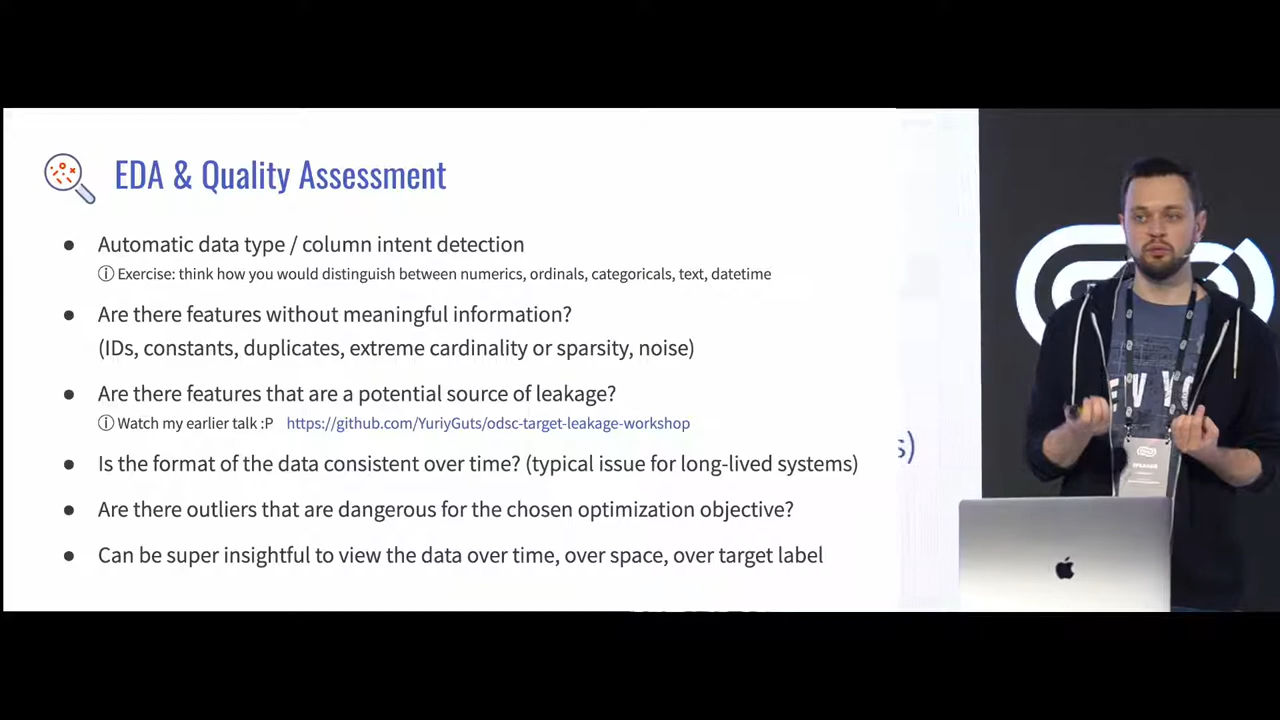 EDA & Quality Assessment
● Automatic data type / column intent detection
ⓘ Exercise: think how you would distinguish between numerics, ordinals, categoricals, text, datetime
● Are there features without meaningful information?
(IDs, constants, duplicates, extreme cardinality or sparsity, noise)
● Are there features that are a potential source of leakage?
ⓘ Watch my earlier talk :P https://github.com/YuriyGuts/odsc-target-leakage-workshop
● Is the format of the data consistent over time? (typical issue for long-lived systems)
● Are there outliers that are dangerous for the chosen optimization objective?
● Can be super insightful to view the data over time, over space, over target label
s)
SPEAKER